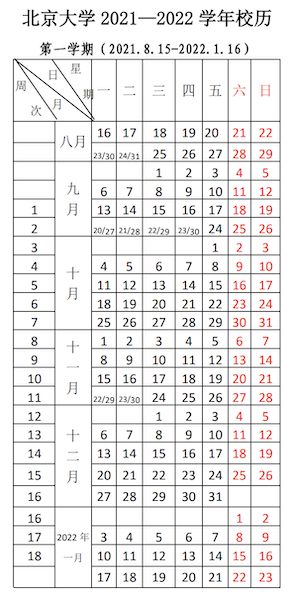 北京大学 2021—2022 学年校历
第一学期（2021.8.15-2022.1.16）
周次 日月 星期 一 二 三 四 五 六 日
八月 16 17 18 19 20 21 22
23/30 24/31 25 26 27 28 29
九月 1 2 3 4 5
6 7 8 9 10 11 12
1 13 14 15 16 17 18 19
2 20/27 21/28 22/29 23/30 24 25 26
3 十月 1 2 3
4 4 5 6 7 8 9 10
5 11 12 13 14 15 16 17
6 18 19 20 21 22 23 24
7 25 26 27 28 29 30 31
8 十一月 1 2 3 4 5 6 7
9 8 9 10 11 12 13 14
10 15 16 17 18 19 20 21
11 22/29 23/30 24 25 26 27 28
12 十二月 1 2 3 4 5
13 6 7 8 9 10 11 12
14 13 14 15 16 17 18 19
15 20 21 22 23 24 25 26
16 27 28 29 30 31
16 2022 年一月 1 2
17 3 4 5 6 7 8 9
18 10 11 12 13 14 15 16
17 18 19 20 21 22 23